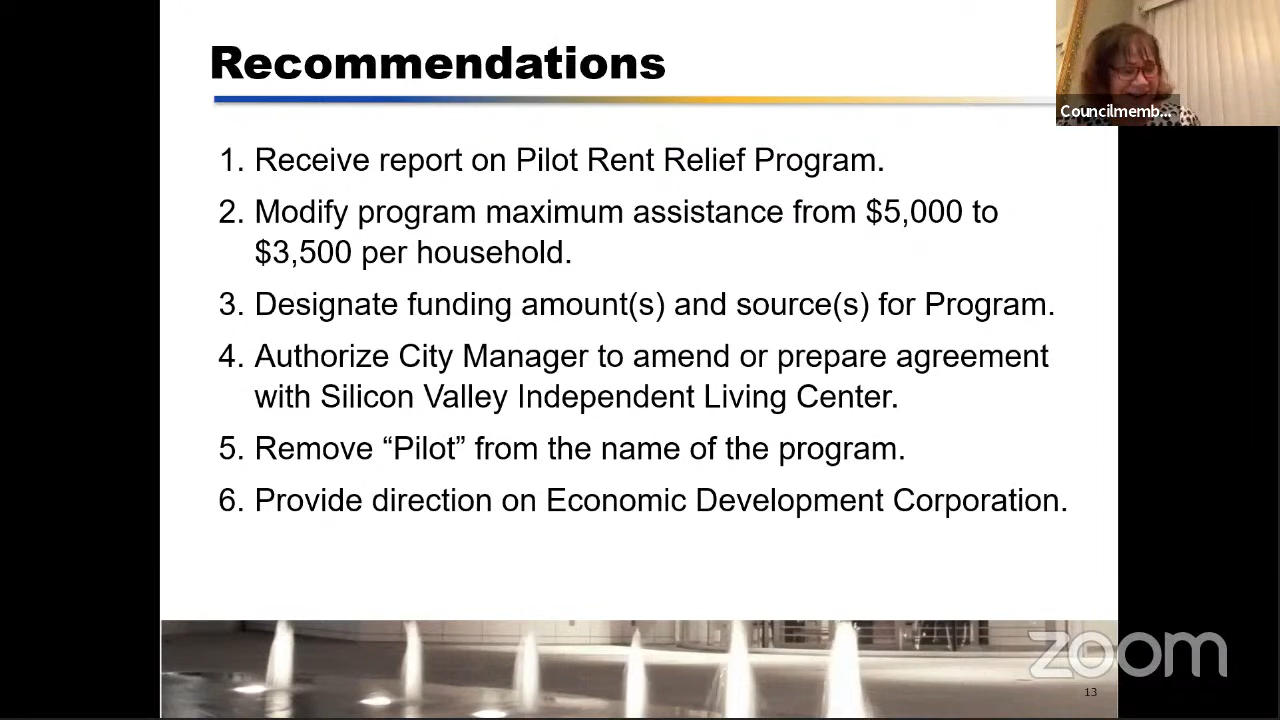 Recommendations
Councilmemb...
1. Receive report on Pilot Rent Relief Program.
2. Modify program maximum assistance from $5,000 to
$3,500 per household.
3. Designate funding amount(s) and source(s) for Program.
4. Authorize City Manager to amend or prepare agreement
with Silicon Valley Independent Living Center.
5. Remove “Pilot” from the name of the program.
6. Provide direction on Economic Development Corporation.
zoom
13